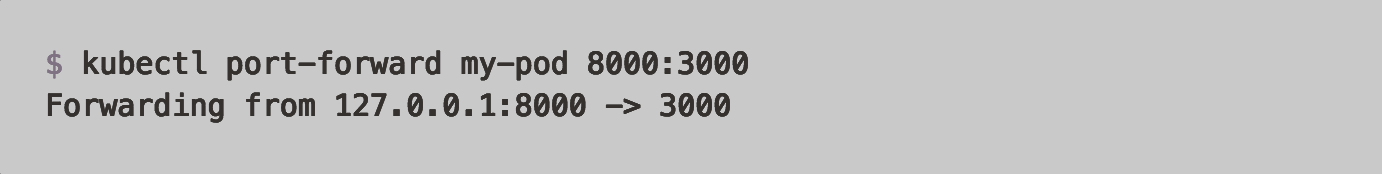 $ kubectl port-forward my-pod 8000:3000
Forwarding from 127.0.0.1:8000 -> 3000